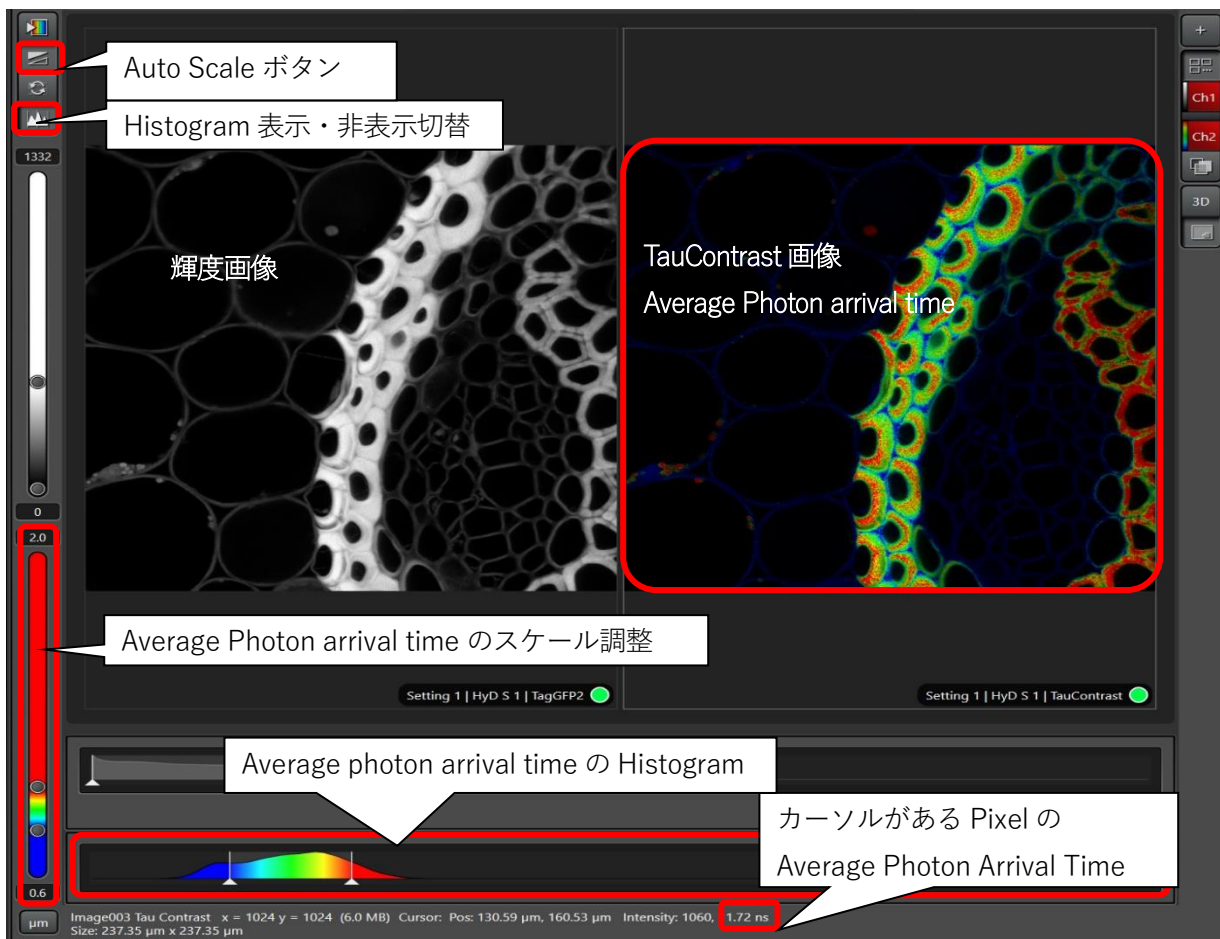 Auto Scale ボタン
Histogram 表示・非表示切替
+
Ch1
Ch2
3D
1332
輝度画像
TauContrast 画像
Average Photon arrival time
0
2.0
Average Photon arrival time のスケール調整
Setting 1 | HyD S 1 | TagGFP2
Setting 1 | HyD S 1 | TauContrast
Average photon arrival time の Histogram
カーソルがある Pixel の
Average Photon Arrival Time
0.6
μm
Image003 Tau Contrast x = 1024 y = 1024 (6.0 MB) Cursor: Pos: 130.59 μm, 160.53 μm Intensity: 1060, 1.72 ns
Size: 237.35 μm x 237.35 μm